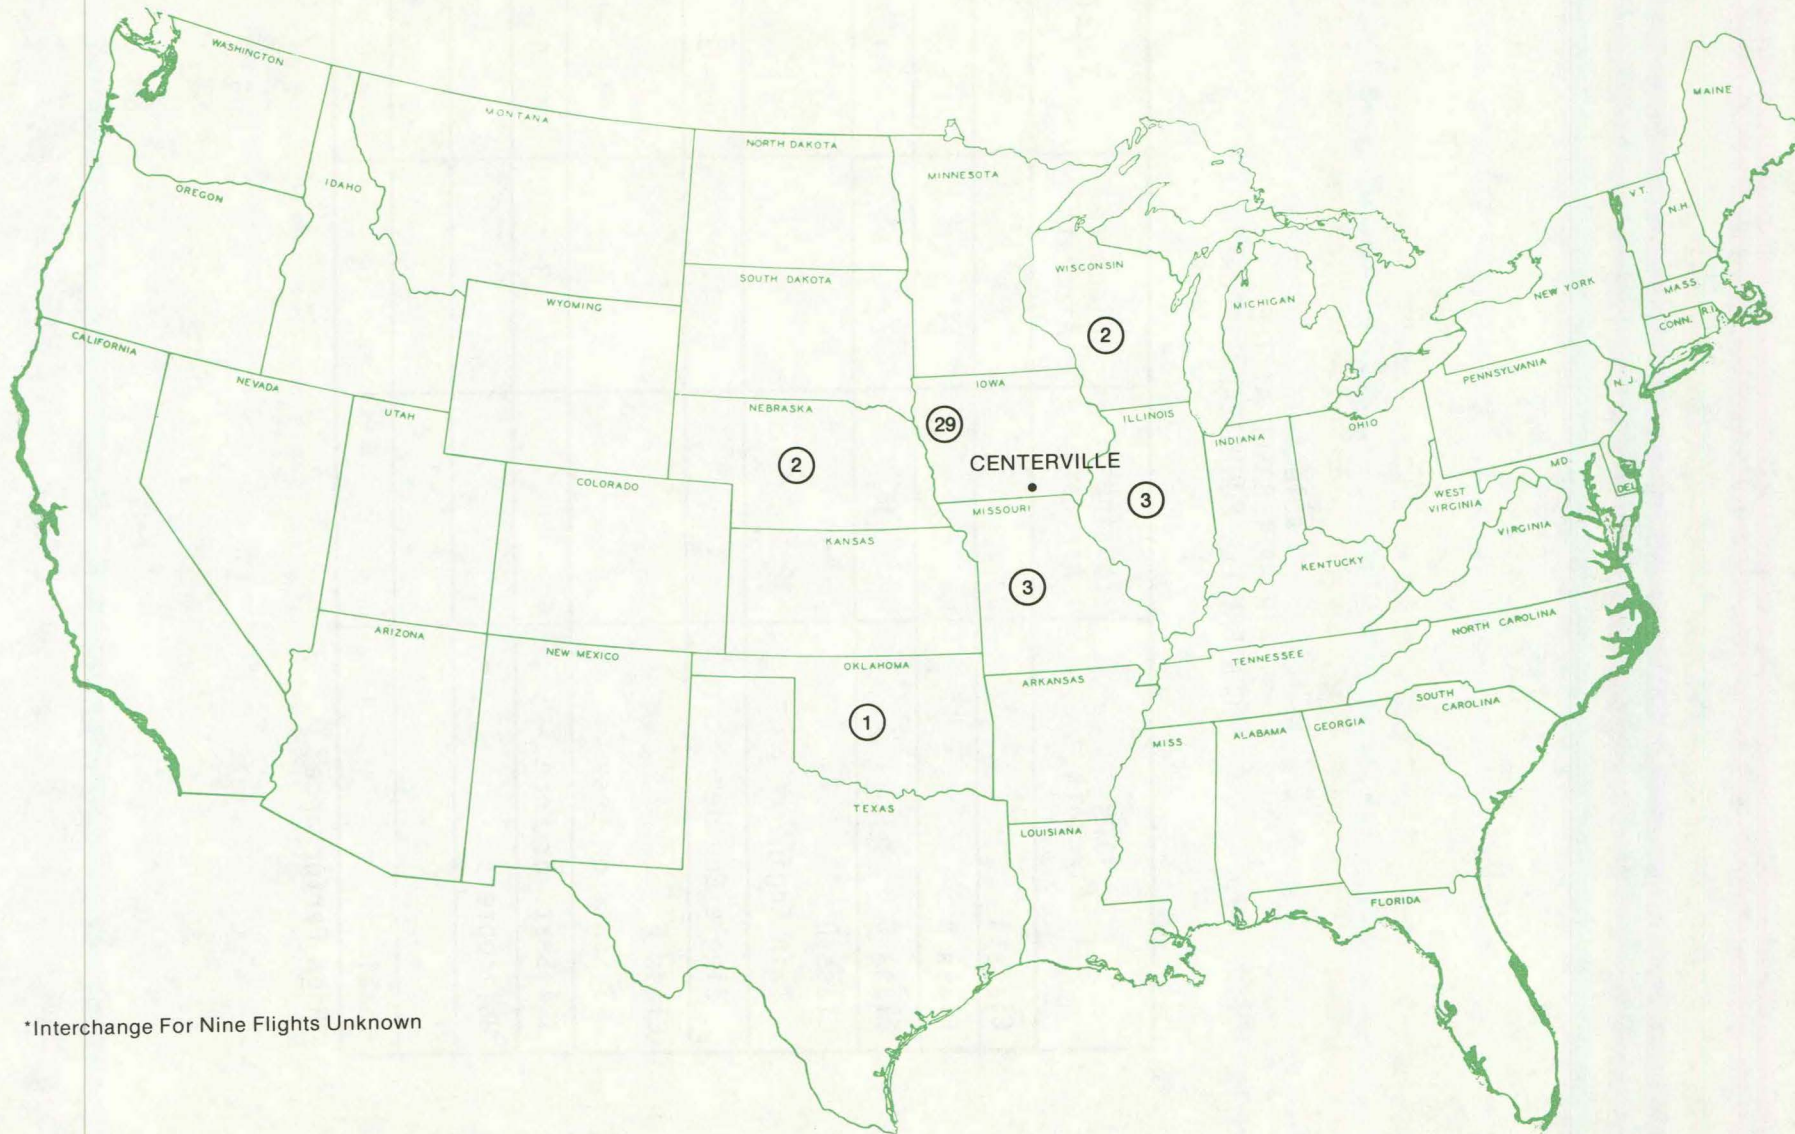 WASHINGTON
MONTANA
NORTH DAKOTA
MINNESOTA
MAINE
OREGON
IDAHO
V.T.
N.H.
WISCONSIN
SOUTH DAKOTA
WYOMING
MICHIGAN
NEW YORK
MASS.
CONN.
R.I.
CALIFORNIA
NEVADA
UTAH
2
IOWA
NEBRASKA
PENNSYLVANIA
N.J.
ILLINOIS
29
INDIANA
OHIO
CENTERVILLE
2
COLORADO
MD.
DEL
3
WEST
VIRGINIA
MISSOURI
VIRGINIA
KANSAS
KENTUCKY
3
ARIZONA
NEW MEXICO
OKLAHOMA
TENNESSEE
NORTH CAROLINA
ARKANSAS
SOUTH
CAROLINA
1
MISS
ALABAMA
GEORGIA
TEXAS
LOUISIANA
FLORIDA
*Interchange For Nine Flights Unknown